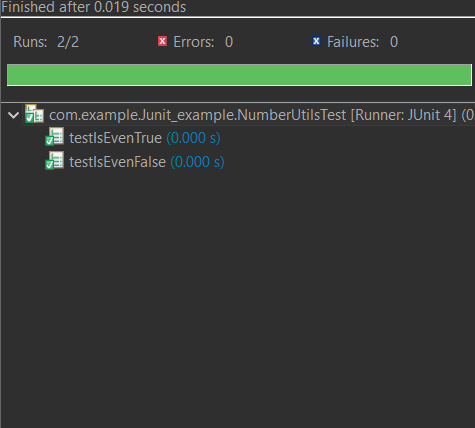 Finished after 0.019 seconds
Runs: 2/2 Errors: 0 Failures: 0
com.example.Junit_example.NumberUtilsTest [Runner: JUnit 4] (0
testIsEvenTrue (0.000 s)
testIsEvenFalse (0.000 s)